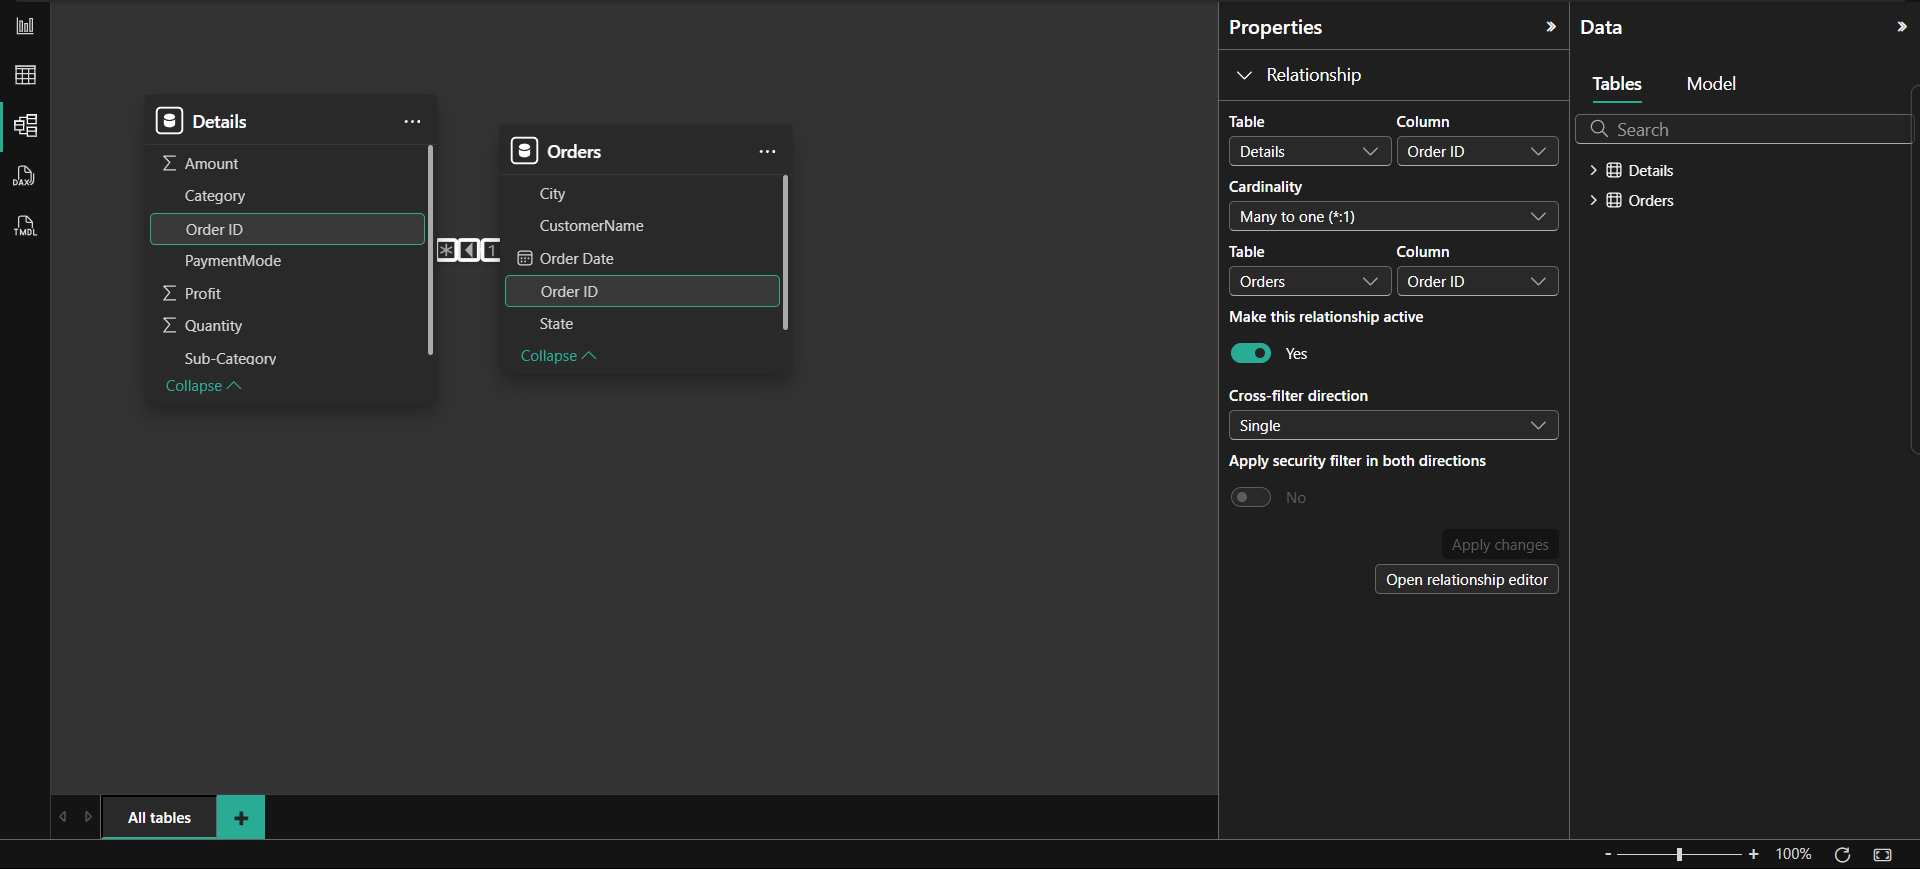 DAX
TMDL
Details
...
Amount
Category
Order ID
PaymentMode
Profit
Quantity
Sub-Category
Collapse
* 1
Orders
...
City
CustomerName
Order Date
Order ID
State
Collapse
All tables
+
Properties
Relationship
Table Column
Details Order ID
Cardinality
Many to one (*:1)
Table Column
Orders Order ID
Make this relationship active
Yes
Cross-filter direction
Single
Apply security filter in both directions
No
Apply changes
Open relationship editor
Data
Tables Model
Search
Details
Orders
- + 100%